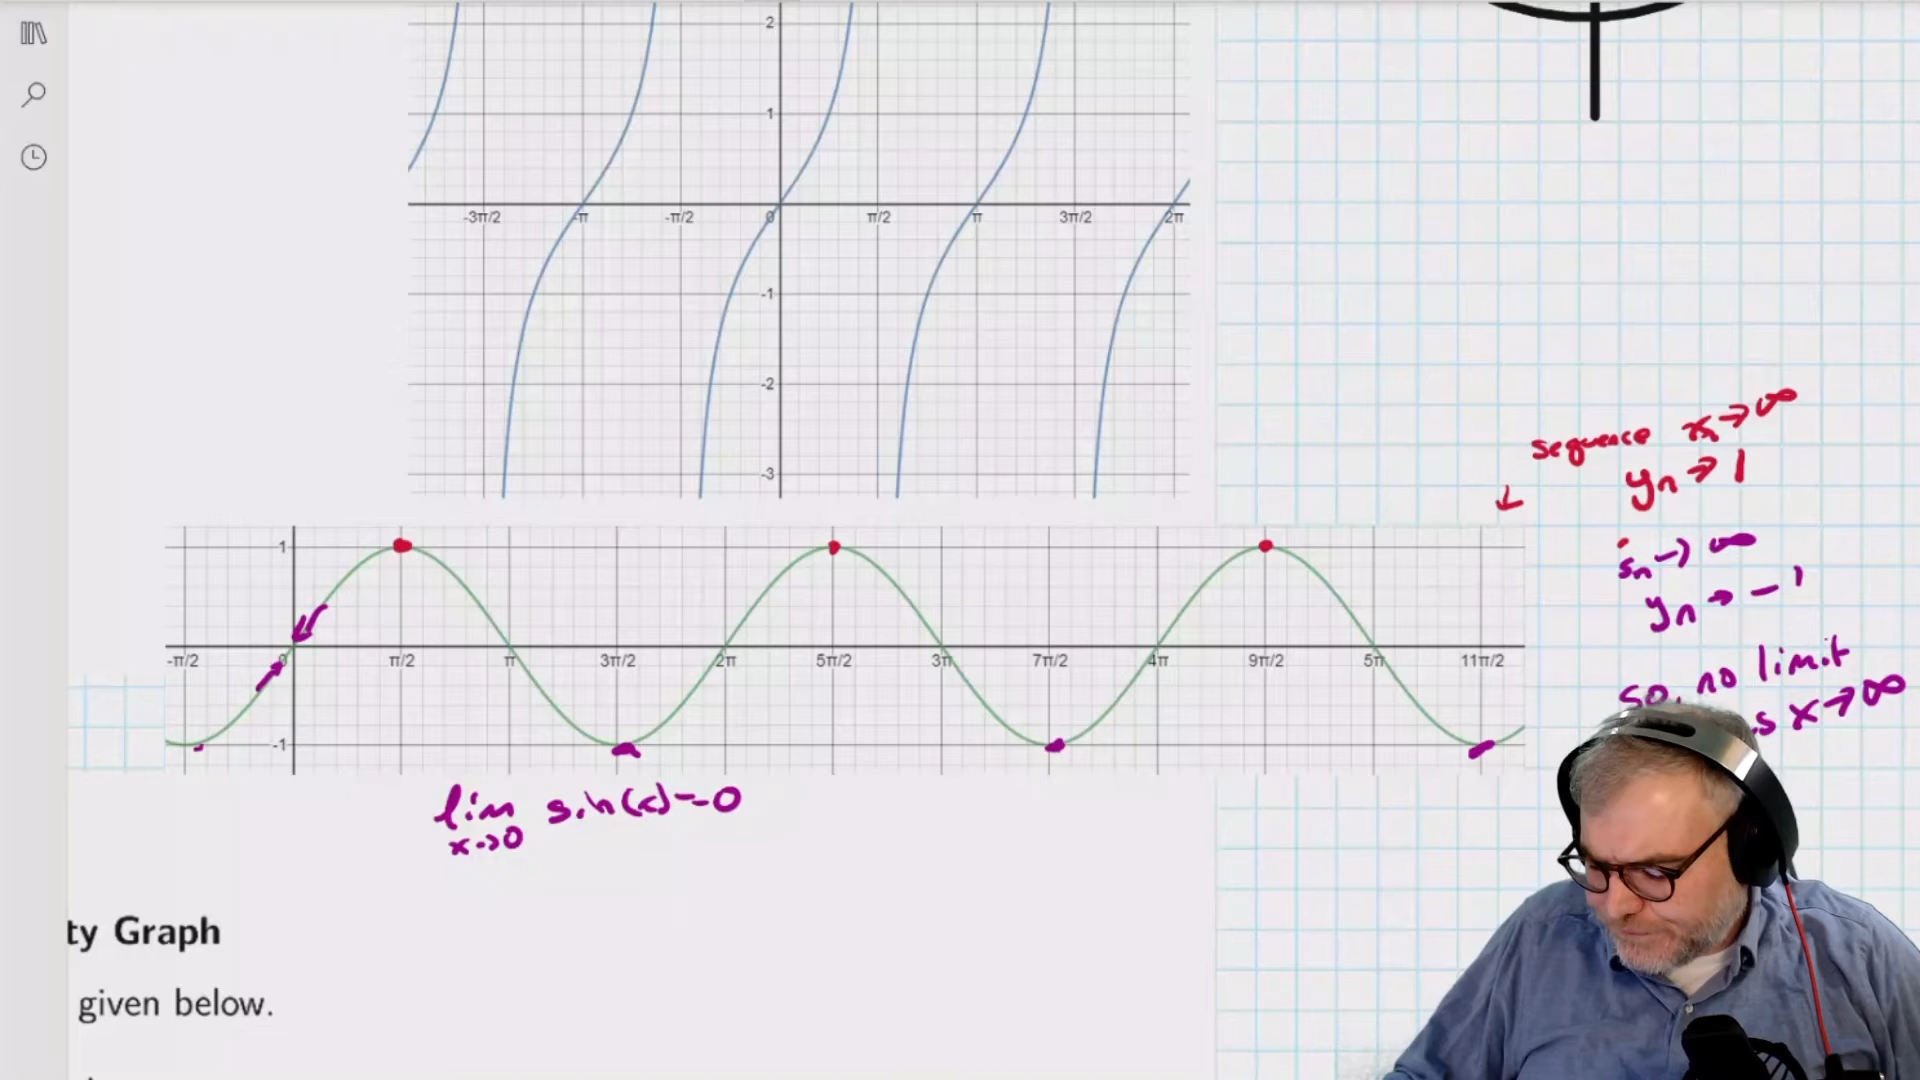 2
1
-3π/2 -π -π/2 0 π/2 π 3π/2 2π
-1
-2
-3
sequence xₙ→∞
yₙ→1
1
-π/2 0 π/2 π 3π/2 2π 5π/2 3π 7π/2 4π 9π/2 5π 11π/2
-1
sₙ→∞
yₙ→-1
so, no limit
s x→∞
lim sin(x)=0
x→0
ty Graph
given below.